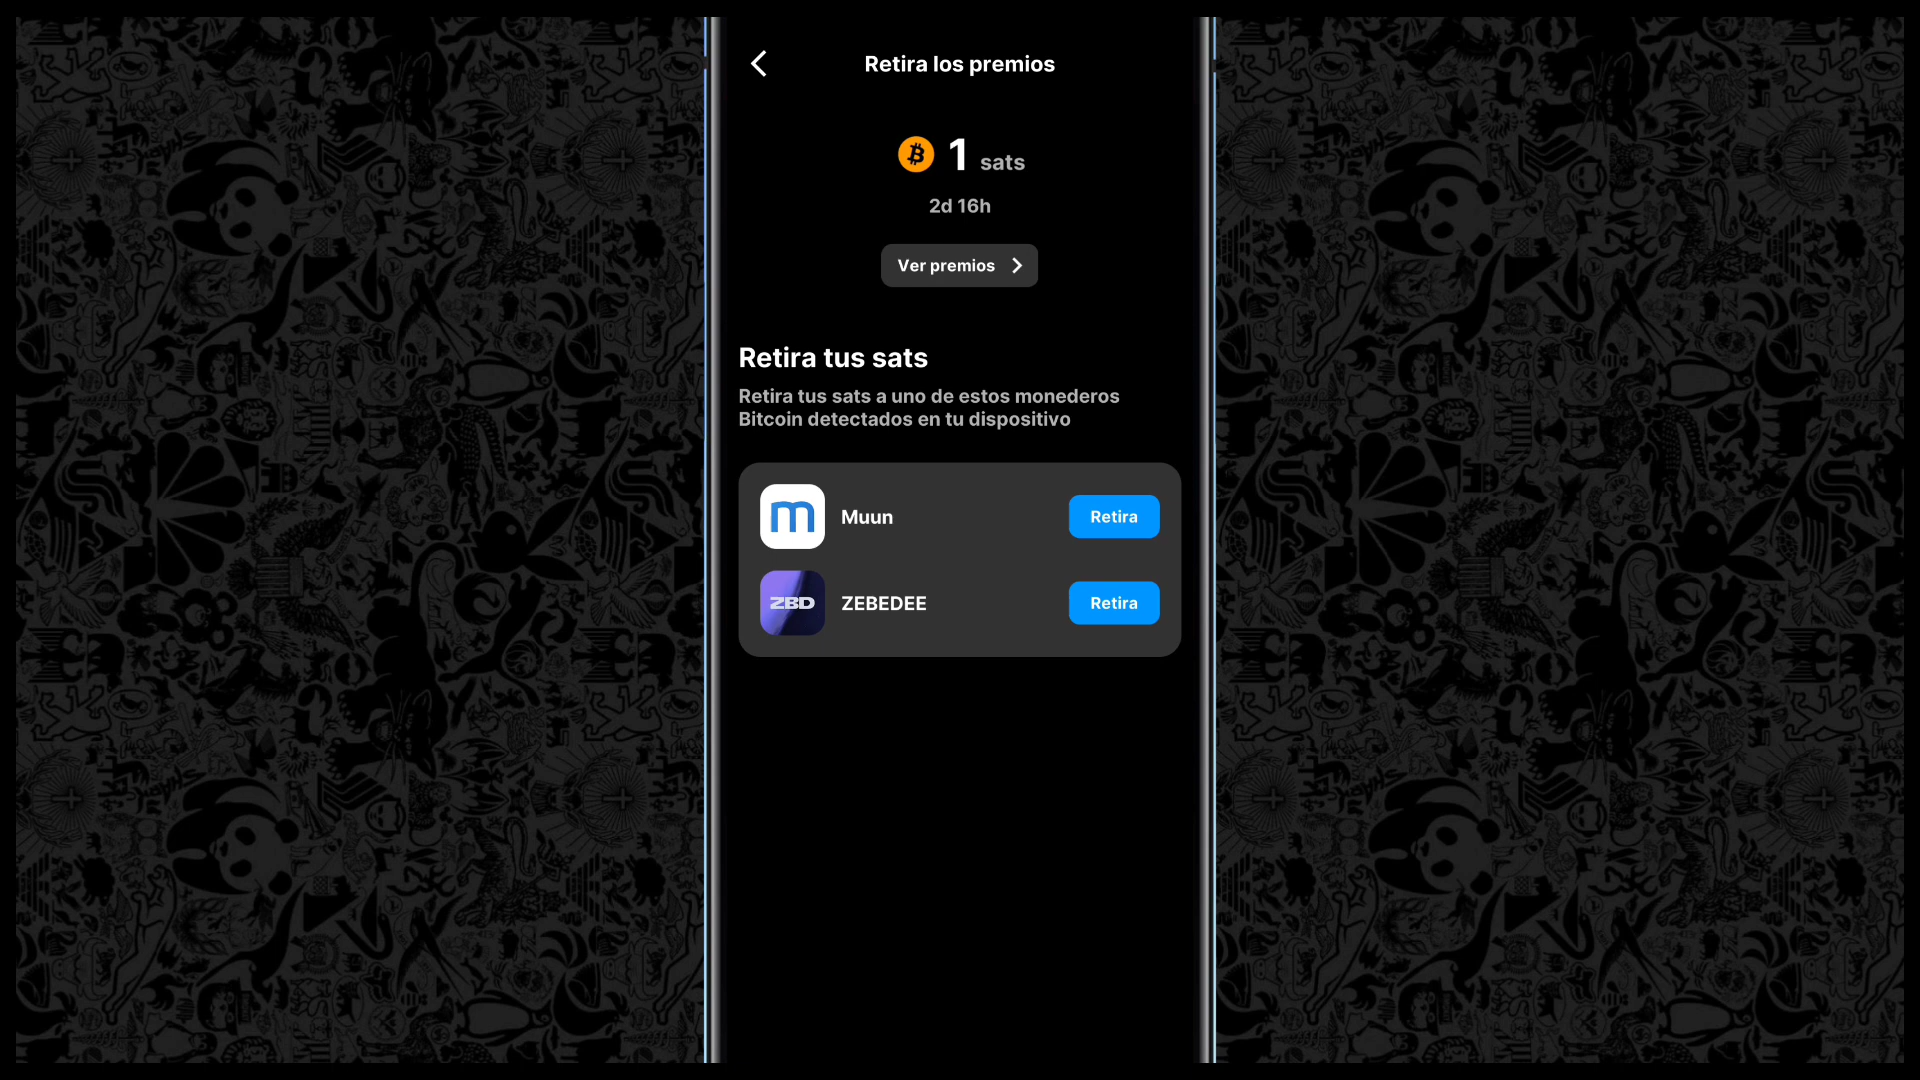 Retira los premios
1 sats
2d 16h
Ver premios
Retira tus sats
Retira tus sats a uno de estos monederos
Bitcoin detectados en tu dispositivo
m Muun Retira
ZBD ZEBEDEE Retira